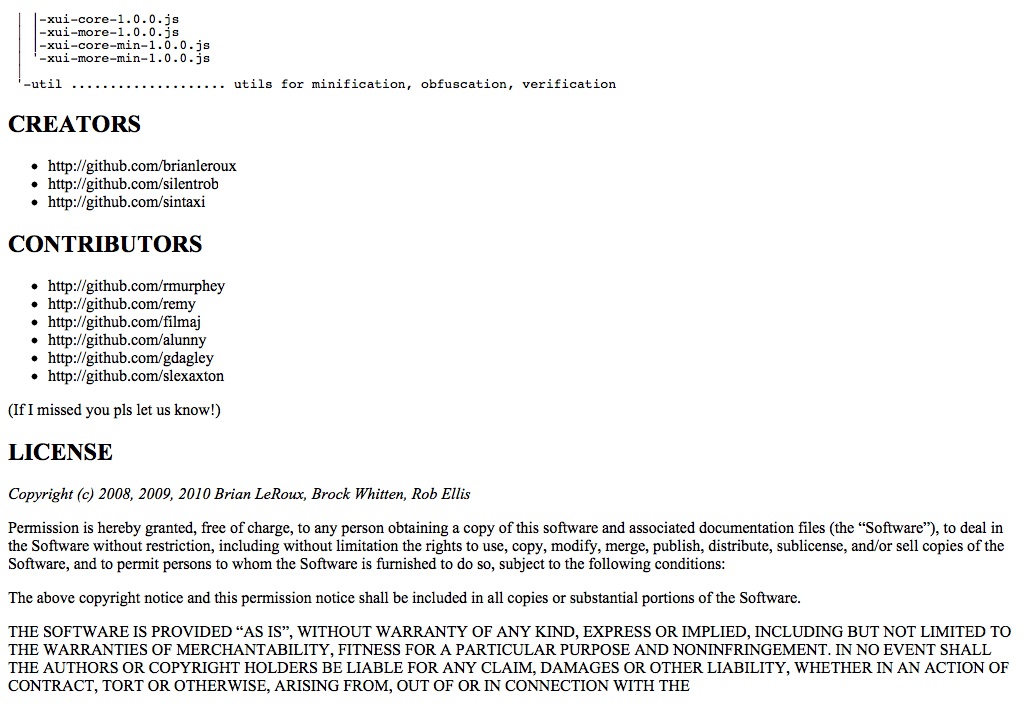 | |-xui-core-1.0.0.js
| |-xui-more-1.0.0.js
| |-xui-core-min-1.0.0.js
| '-xui-more-min-1.0.0.js
|
'-util .................... utils for minification, obfuscation, verification
CREATORS
• http://github.com/brianleroux
• http://github.com/silentrob
• http://github.com/sintaxi
CONTRIBUTORS
• http://github.com/rmurphey
• http://github.com/remy
• http://github.com/filmaj
• http://github.com/alunny
• http://github.com/gdagley
• http://github.com/slexaxton
(If I missed you pls let us know!)
LICENSE
Copyright (c) 2008, 2009, 2010 Brian LeRoux, Brock Whitten, Rob Ellis
Permission is hereby granted, free of charge, to any person obtaining a copy of this software and associated documentation files (the “Software”), to deal in
the Software without restriction, including without limitation the rights to use, copy, modify, merge, publish, distribute, sublicense, and/or sell copies of the
Software, and to permit persons to whom the Software is furnished to do so, subject to the following conditions:
The above copyright notice and this permission notice shall be included in all copies or substantial portions of the Software.
THE SOFTWARE IS PROVIDED “AS IS”, WITHOUT WARRANTY OF ANY KIND, EXPRESS OR IMPLIED, INCLUDING BUT NOT LIMITED TO
THE WARRANTIES OF MERCHANTABILITY, FITNESS FOR A PARTICULAR PURPOSE AND NONINFRINGEMENT. IN NO EVENT SHALL
THE AUTHORS OR COPYRIGHT HOLDERS BE LIABLE FOR ANY CLAIM, DAMAGES OR OTHER LIABILITY, WHETHER IN AN ACTION OF
CONTRACT, TORT OR OTHERWISE, ARISING FROM, OUT OF OR IN CONNECTION WITH THE